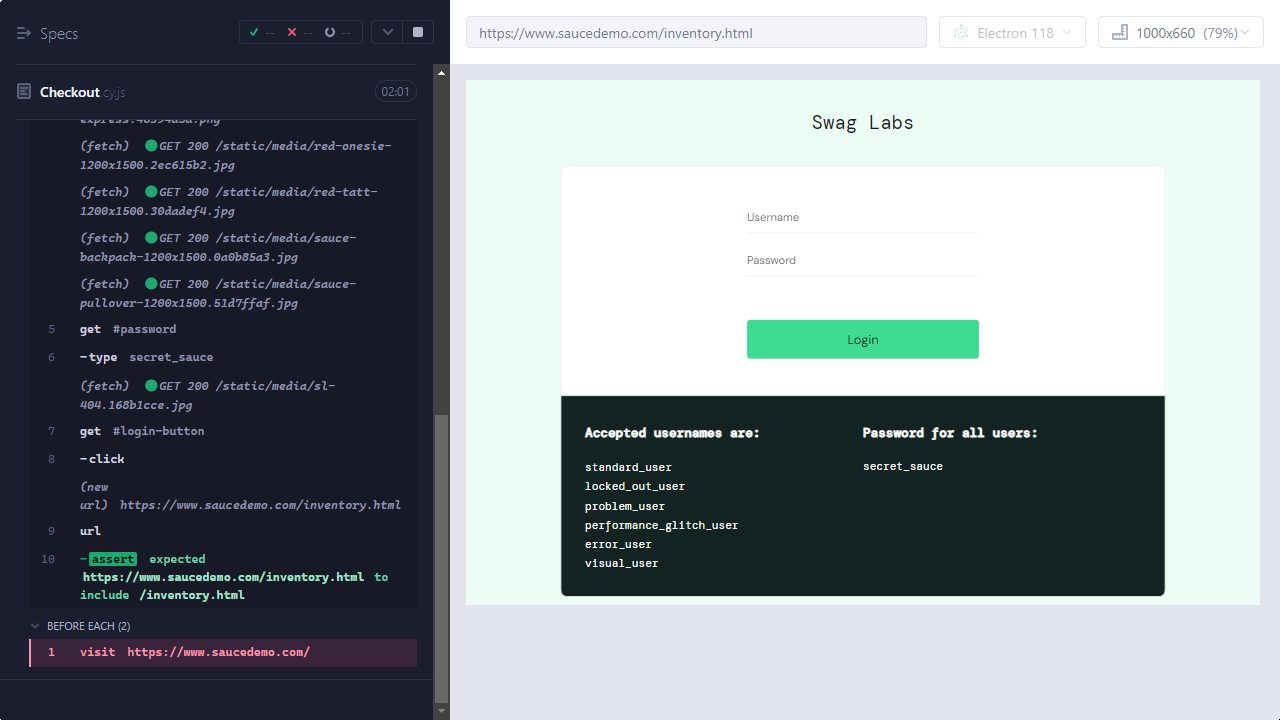 Specs
--
--
--
https://www.saucedemo.com/inventory.html
Electron 118
1000x660 (79%)
Checkout.cy.js
02:01
express.46394a5a.png
(fetch) GET 200 /static/media/red-onesie-
1200x1500.2ec615b2.jpg
(fetch) GET 200 /static/media/red-tatt-
1200x1500.30dadef4.jpg
(fetch) GET 200 /static/media/sauce-
backpack-1200x1500.0a0b85a3.jpg
(fetch) GET 200 /static/media/sauce-
pullover-1200x1500.51d7ffaf.jpg
5 get #password
6 -type secret_sauce
(fetch) GET 200 /static/media/sl-
404.168b1cce.jpg
7 get #login-button
8 -click
(new
url) https://www.saucedemo.com/inventory.html
9 url
10 -assert expected
https://www.saucedemo.com/inventory.html to
include /inventory.html
BEFORE EACH (2)
1 visit https://www.saucedemo.com/
Swag Labs
Username
Password
Login
Accepted usernames are:
standard_user
locked_out_user
problem_user
performance_glitch_user
error_user
visual_user
Password for all users:
secret_sauce